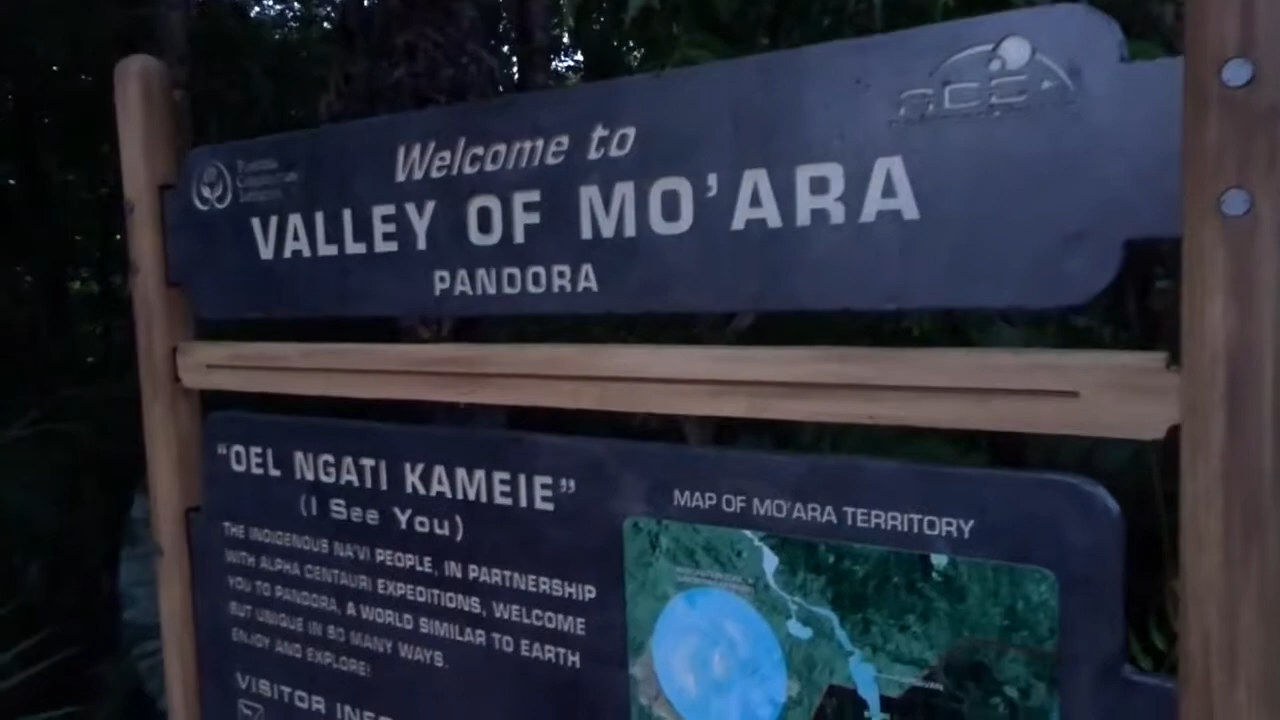 Welcome to
VALLEY OF MO'ARA
PANDORA
ACE
"OEL NGATI KAMEIE"
(I See You)
THE INDIGENOUS NA'VI PEOPLE, IN PARTNERSHIP
WITH ALPHA CENTAURI EXPEDITIONS, WELCOME
YOU TO PANDORA, A WORLD SIMILAR TO EARTH
BUT UNIQUE IN SO MANY WAYS.
ENJOY AND EXPLORE!
VISITOR
MAP OF MO'ARA TERRITORY